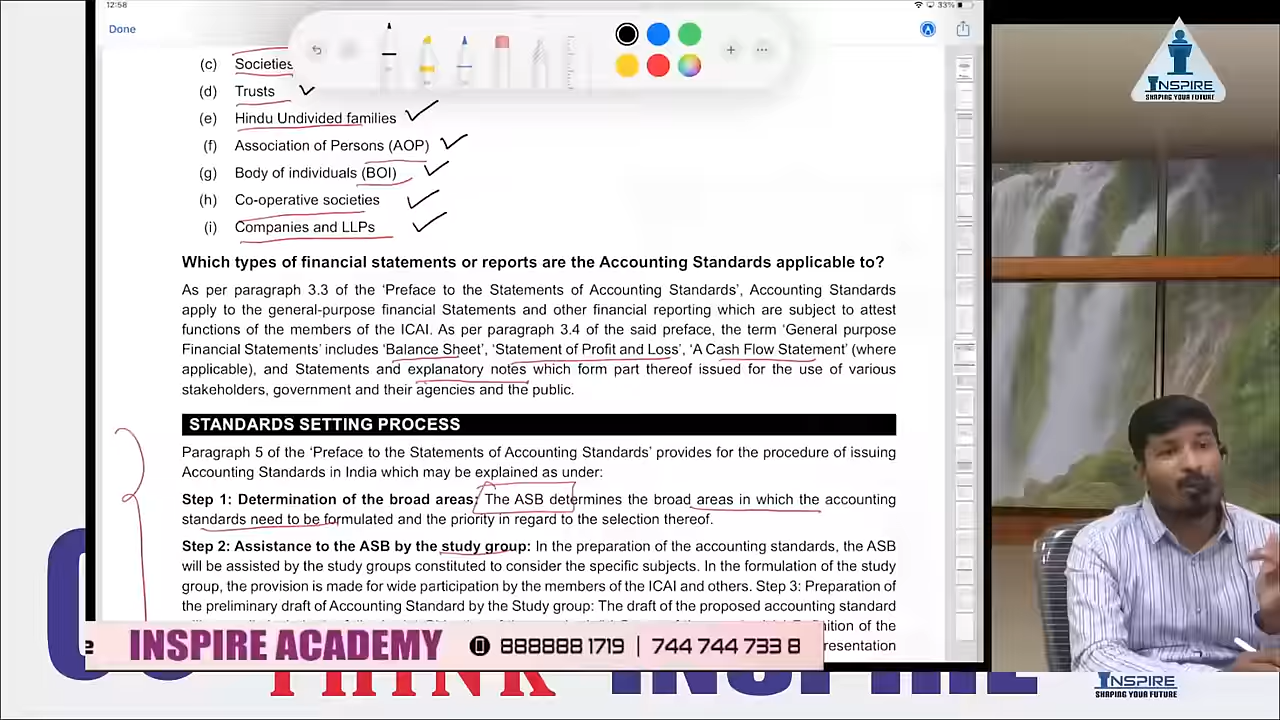 12:58
33%
Done
(c) Societies
(d) Trusts
(e) Hindu Undivided families
(f) Association of Persons (AOP)
(g) Body of individuals (BOI)
(h) Co-operative societies
(i) Companies and LLPs
Which types of financial statements or reports are the Accounting Standards applicable to?
As per paragraph 3.3 of the ‘Preface to the Statements of Accounting Standards’, Accounting Standards
apply to the general-purpose financial Statements and other financial reporting which are subject to attest
functions of the members of the ICAI. As per paragraph 3.4 of the said preface, the term ‘General purpose
Financial Statements’ includes ‘Balance Sheet’, ‘Statement of Profit and Loss’, ‘A Cash Flow Statement’ (where
applicable) and Statements and explanatory notes which form part thereof issued for the use of various
stakeholders, government and their agencies and the public.
STANDARDS SETTING PROCESS
Paragraph 5 of the ‘Preface to the Statements of Accounting Standards’ provides for the procedure of issuing
Accounting Standards in India which may be explained as under:
Step 1: Determination of the broad areas: The ASB determines the broad areas in which the accounting
standards need to be formulated and the priority in regard to the selection thereof.
Step 2: Assistance to the ASB by the study group: In the preparation of the accounting standards, the ASB
will be assisted by the study groups constituted to consider the specific subjects. In the formulation of the study
group, the provision is made for wide participation by the members of the ICAI and others. Step 3: Preparation of
the preliminary draft of Accounting Standard by the Study group: The draft of the proposed accounting standard
of the
resentation
INSPIRE ACADEMY 888888 1719 | 744 744 733 8
THINK INSPIRE
INSPIRE
SHAPING YOUR FUTURE
INSPIRE
SHAPING YOUR FUTURE